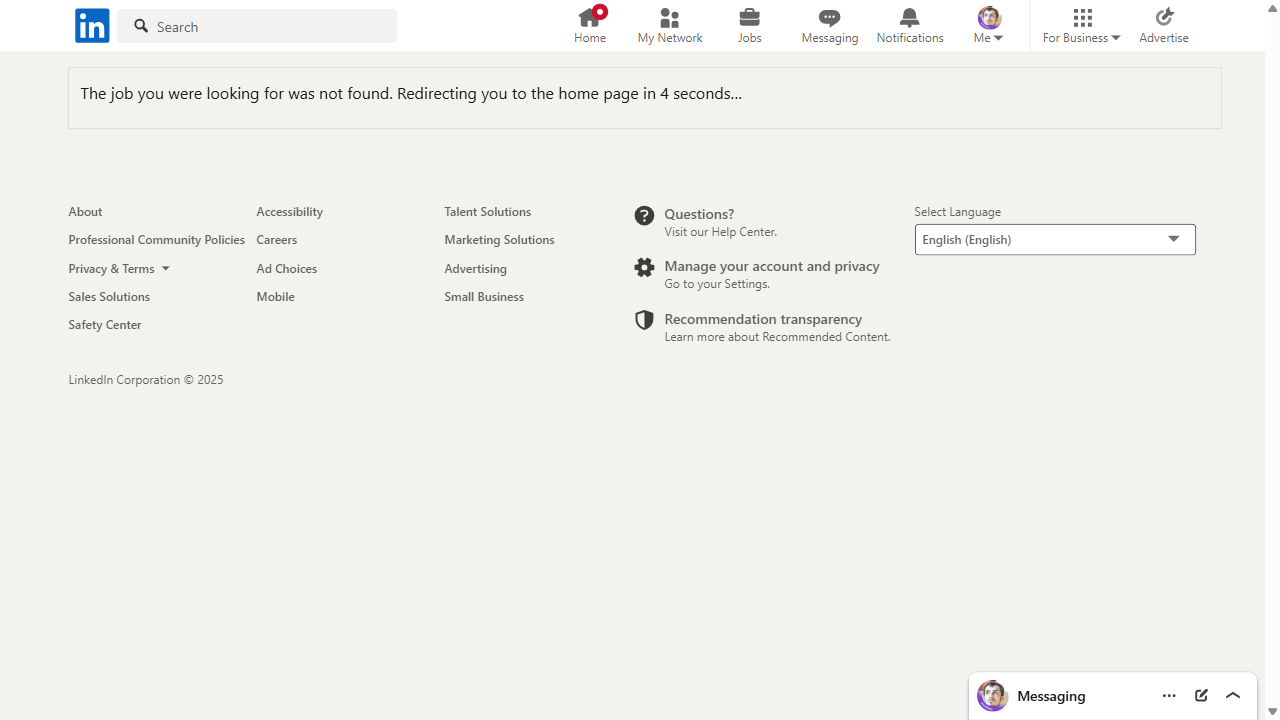 in
Search
Home
My Network
Jobs
Messaging
Notifications
Me
For Business
Advertise
The job you were looking for was not found. Redirecting you to the home page in 4 seconds...
About
Professional Community Policies
Privacy & Terms
Sales Solutions
Safety Center
Accessibility
Careers
Ad Choices
Mobile
Talent Solutions
Marketing Solutions
Advertising
Small Business
Questions?
Visit our Help Center.
Manage your account and privacy
Go to your Settings.
Recommendation transparency
Learn more about Recommended Content.
Select Language
English (English)
LinkedIn Corporation © 2025
Messaging